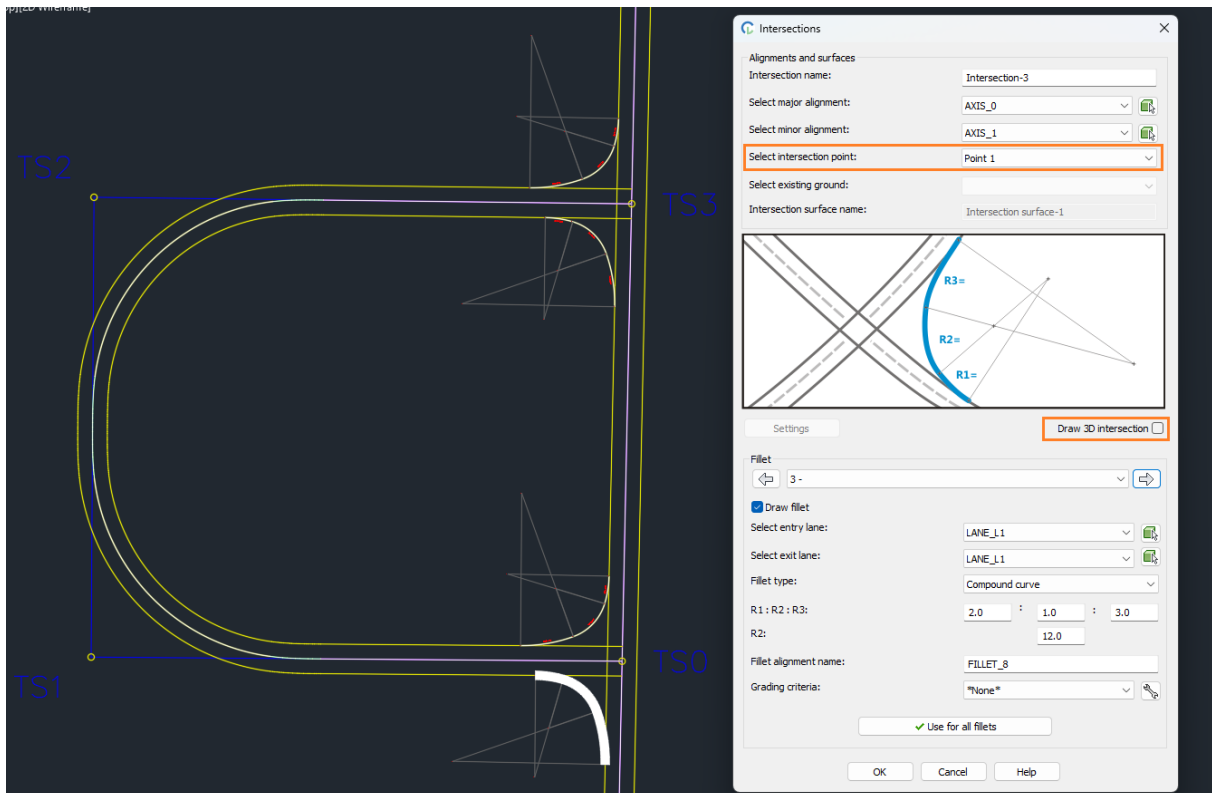 op][2D Wireframe]
TS2
TS3
TS1
TS0
Intersections
Alignments and surfaces
Intersection name: Intersection-3
Select major alignment: AXIS_0
Select minor alignment: AXIS_1
Select intersection point: Point 1
Select existing ground:
Intersection surface name: Intersection surface-1
R3=
R2=
R1=
Settings Draw 3D intersection
Fillet
3 -
Draw fillet
Select entry lane: LANE_L1
Select exit lane: LANE_L1
Fillet type: Compound curve
R1 : R2 : R3: 2.0 : 1.0 : 3.0
R2: 12.0
Fillet alignment name: FILLET_8
Grading criteria: *None*
Use for all fillets
OK Cancel Help